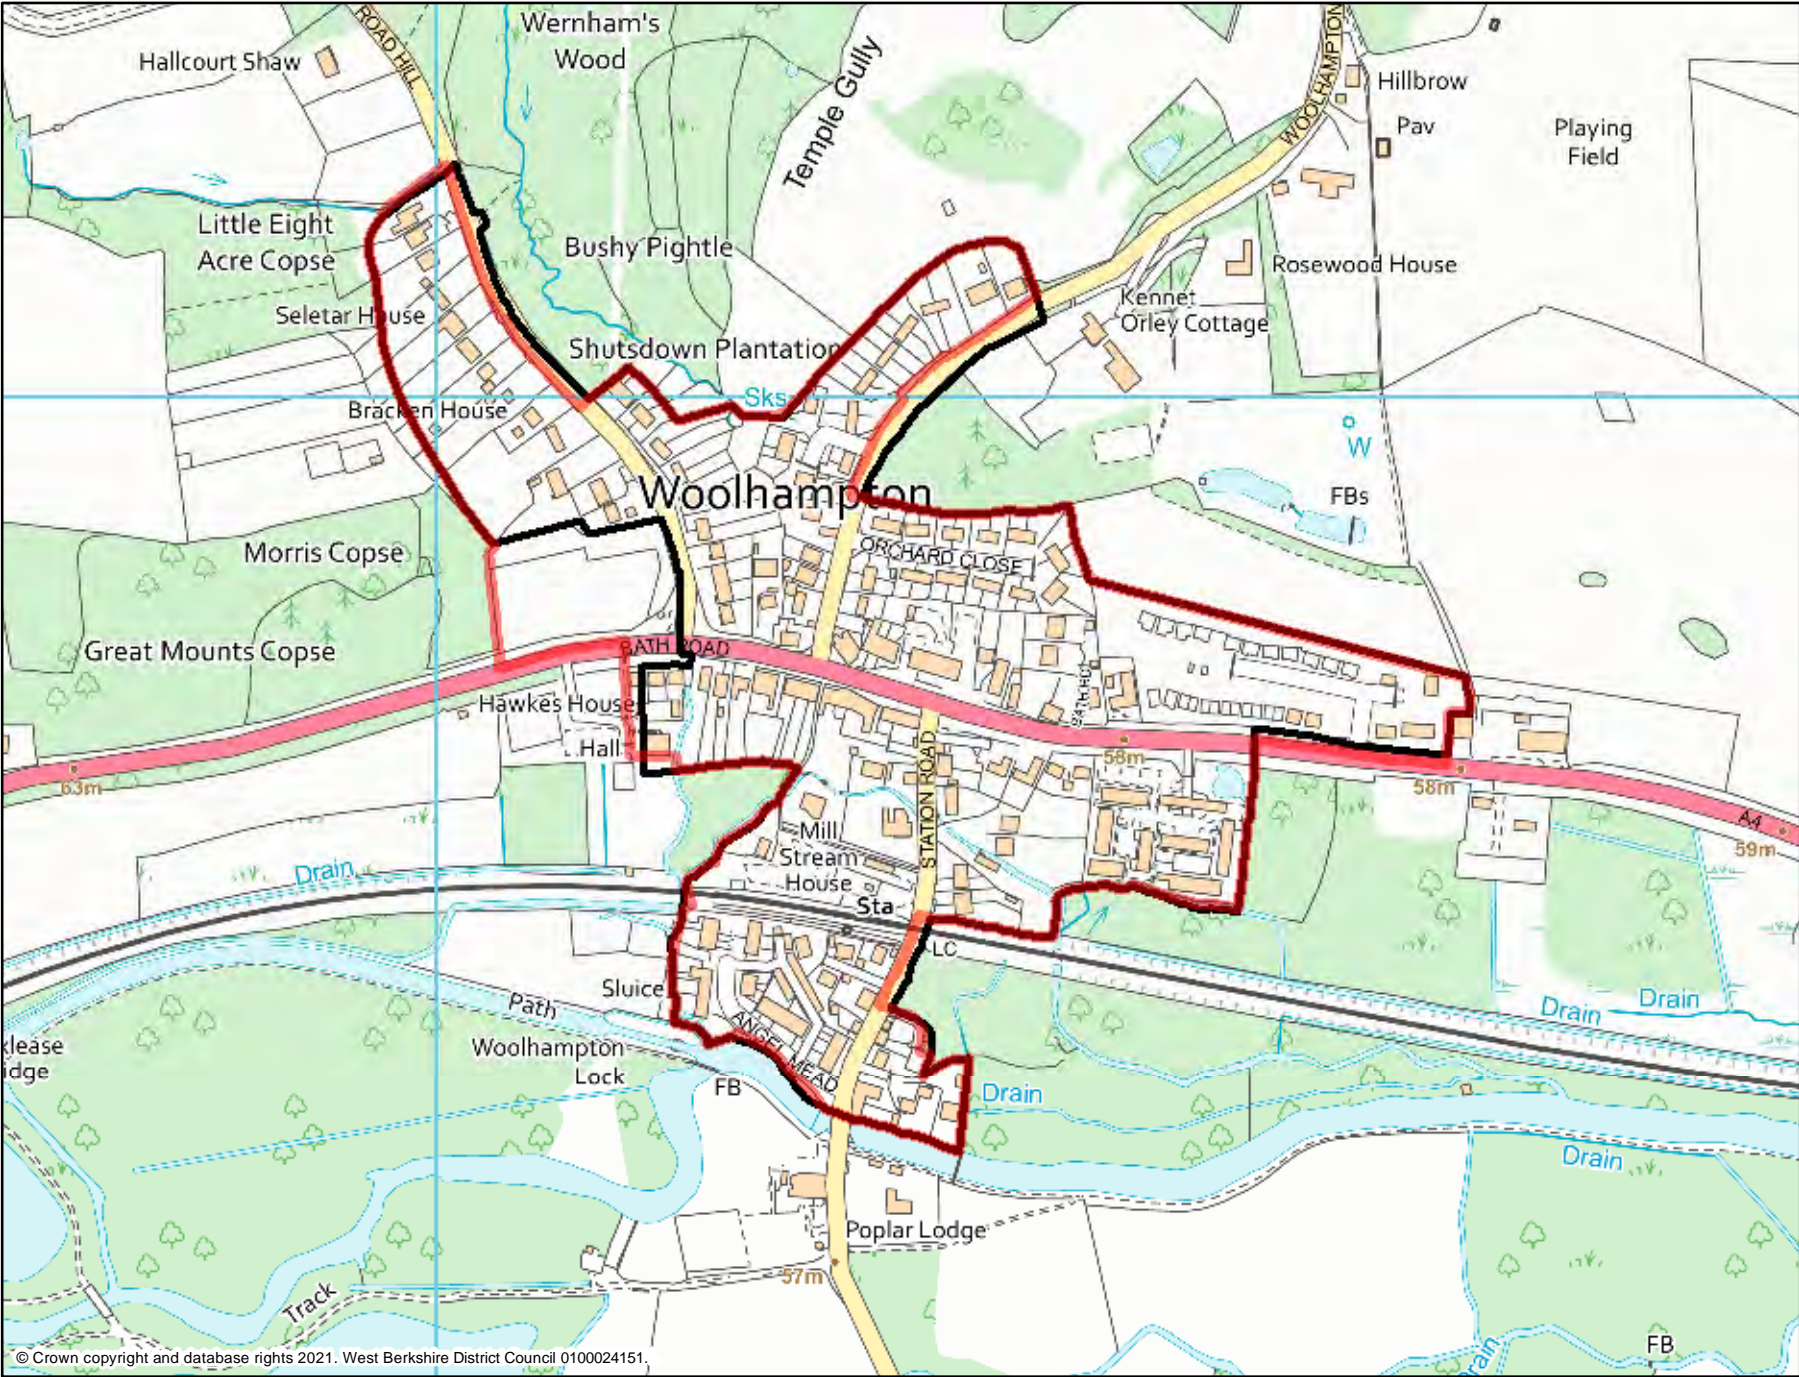 ROAD HILL
Wernham's
Wood
Hallcourt Shaw
Temple Gully
WOOLHAMPTON
WOOLHAMPTON
Hillbrow
Pav
Playing
Field
Little Eight
Acre Copse
Bushy Pightle
Rosewood House
Seletar House
Kennet
Orley Cottage
Shutsdown Plantation
Sks
Bracken House
W
FBs
Woolhampton
Morris Copse
ORCHARD CLOSE
Great Mounts Copse
BATH ROAD
Hawkes House
Hall
58m
63m
58m
A4
59m
STATION ROAD
Mill
Stream
House
Drain
Sta
LC
Sluice
Path
Drain
Drain
klease
idge
Woolhampton
Lock
ANGEL MEAD
FB
Drain
Drain
Poplar Lodge
57m
Track
FB
rain
© Crown copyright and database rights 2021. West Berkshire District Council 0100024151.